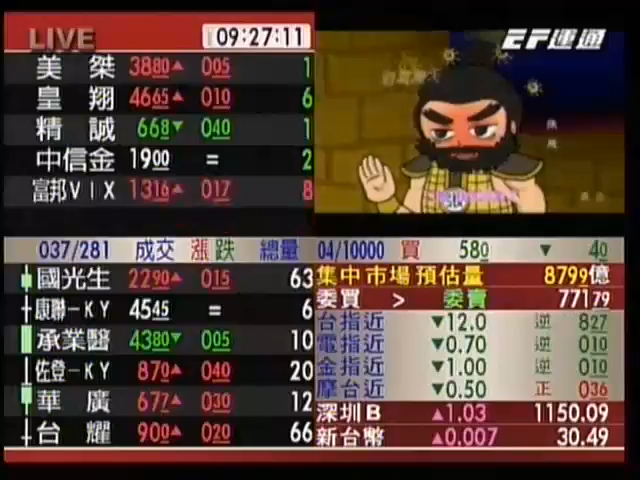 LIVE 09:27:11
美傑 3880▲ 005 1
皇翔 4665▲ 010 6
精誠 668▼ 040 1
中信金 1900 = 2
富邦VIX 1316▲ 017 8
EF運通
037/281 成交 漲跌 總量
國光生 2290▲ 015 63
康聯-KY 4545 = 6
承業醫 4380▼ 005 10
佐登-KY 870▲ 040 20
華廣 677▲ 030 12
台耀 900▲ 020 66
04/10000 買 580 ▼ 40
集中市場預估量 8799億
委買 > 委賣 77179
台指近 ▼12.0 逆 827
電指近 ▼0.70 逆 010
金指近 ▼1.00 逆 010
摩台近 ▼0.50 正 036
深圳B ▲1.03 1150.09
新台幣 ▲0.007 30.49